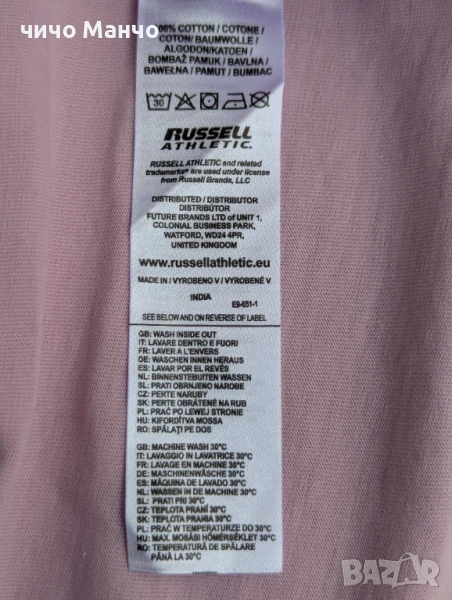 чичо Манчо
100% COTTON / COTONE /
COTON/ BAUMWOLLE /
ALGODON/KATOEN /
BOMBAŽ PAMUK / BAVLNA /
BAWEŁNA / PAMUT / BUMBAC
30
RUSSELL
ATHLETIC.
RUSSELL ATHLETIC and related
trademarks* are used under license
from Russell Brands, LLC
DISTRIBUTED / DISTRIBUTOR
DISTRIBUTÖR
FUTURE BRANDS LTD of UNIT 1,
COLONIAL BUSINESS PARK,
WATFORD, WD24 4PR,
UNITED KINGDOM
www.russellathletic.eu
MADE IN / VYROBENO V / VYROBENÉ V
INDIA
E9-651-1
SEE BELOW AND ON REVERSE OF LABEL
GB: WASH INSIDE OUT
IT: LAVARE DENTRO E FUORI
FR: LAVER A L'ENVERS
DE: WASCHEN INNEN HERAUS
ES: LAVAR POR EL REVÉS
NL: BINNENSTEBUITEN WASSEN
SL: PRATI OBRNJENO NAROBE
CZ: PERTE NARUBY
SK: PERTE OBRÁTENÉ NA RUB
PL: PRAĆ PO LEWEJ STRONIE
HU: KIFORDÍTVA MOSSA
RO: SPĂLAŢI PE DOS
GB: MACHINE WASH 30°C
IT: LAVAGGIO IN LAVATRICE 30°C
FR: LAVAGE EN MACHINE 30°C
DE: MASCHINENWÄSCHE 30°C
ES: MÁQUINA DE LAVADO 30°C
NL: WASSEN IN DE MACHINE 30°C
SL: PRATI PRI 30°C
CZ: TEPLOTA PRANÍ 30°C
SK: TEPLOTA PRANIA 30°C
PL: PRAĆ W TEMPERATURZE DO 30°C
HU: MAX. MOSÁSI HŐMÉRSÉKLET 30°C
RO: TEMPERATURA DE SPĂLARE
PÂNĂ LA 30°C
BAZAR